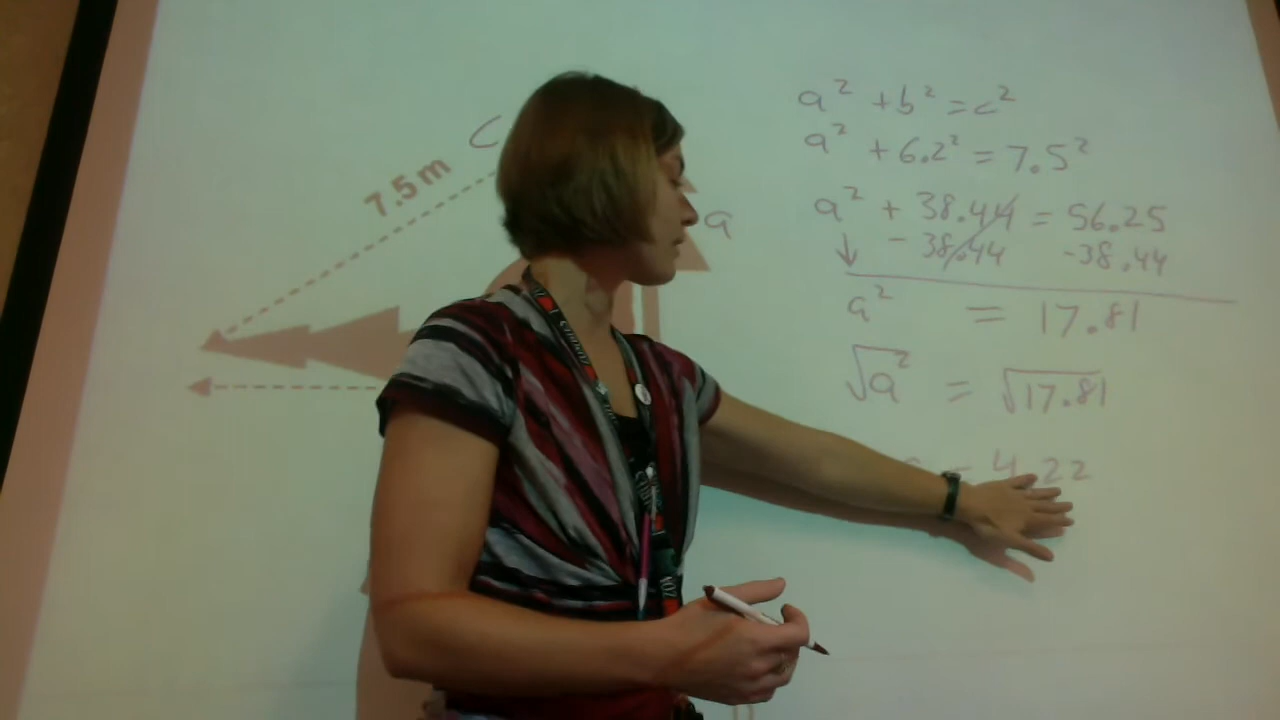 C
7.5 m
a
a² + b² = c²
a² + 6.2² = 7.5²
a² + 38.44 = 56.25
- 38.44 -38.44
a² = 17.81
√a² = √17.81
= 4.22